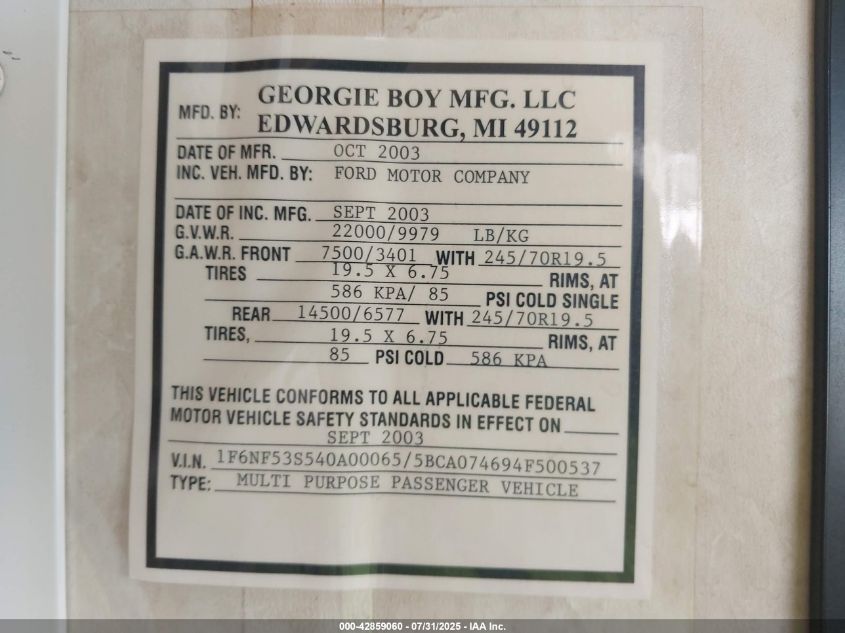 MFD. BY: GEORGIE BOY MFG. LLC
EDWARDSBURG, MI 49112
DATE OF MFR. OCT 2003
INC. VEH. MFD. BY: FORD MOTOR COMPANY
DATE OF INC. MFG. SEPT 2003
G.V.W.R. 22000/9979 LB/KG
G.A.W.R. FRONT 7500/3401 WITH 245/70R19.5
TIRES 19.5 X 6.75 RIMS, AT
586 KPA/ 85 PSI COLD SINGLE
REAR 14500/6577 WITH 245/70R19.5
TIRES, 19.5 X 6.75 RIMS, AT
85 PSI COLD 586 KPA
THIS VEHICLE CONFORMS TO ALL APPLICABLE FEDERAL
MOTOR VEHICLE SAFETY STANDARDS IN EFFECT ON
SEPT 2003
V.I.N. 1F6NF53S540A00065/5BCA074694F500537
TYPE: MULTI PURPOSE PASSENGER VEHICLE
000-42859060 - 07/31/2025 - IAA Inc.